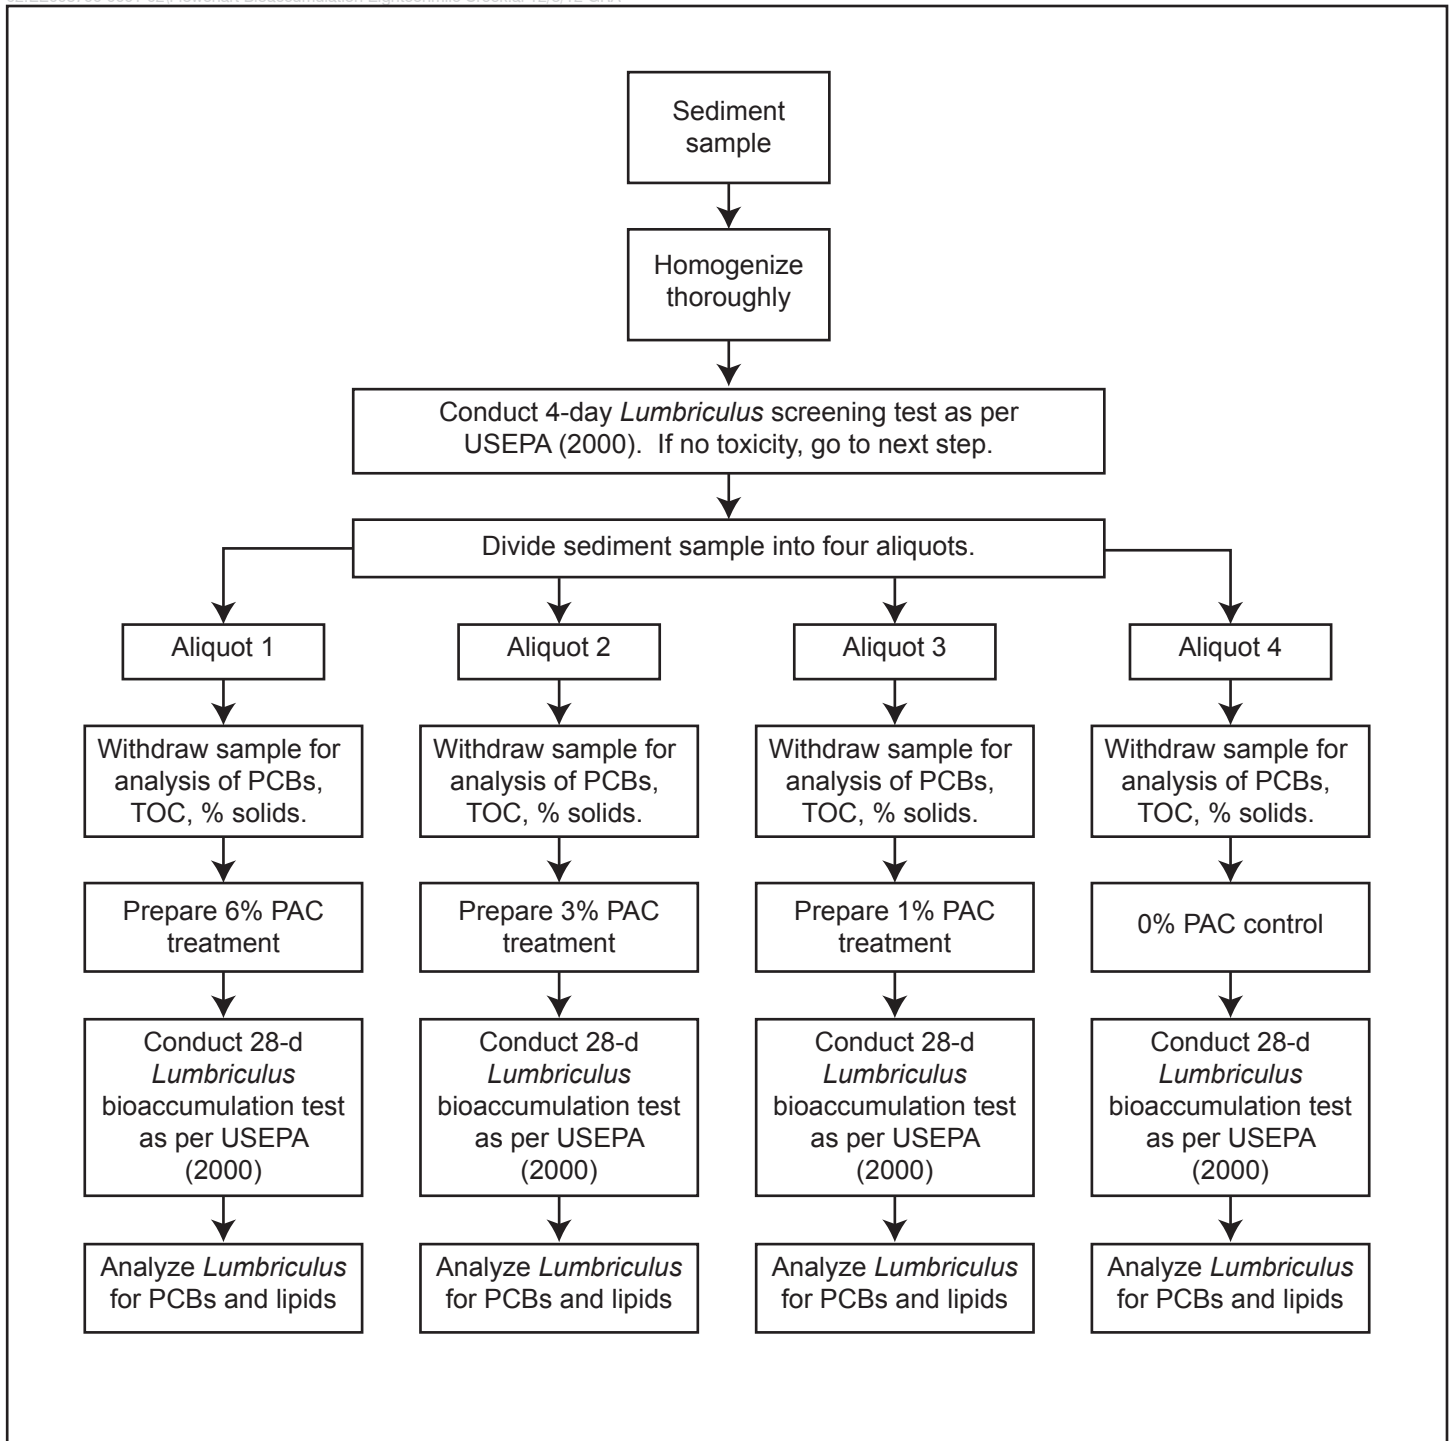 Sediment
sample
Homogenize
thoroughly
Conduct 4-day Lumbriculus screening test as per
USEPA (2000).  If no toxicity, go to next step.
Divide sediment sample into four aliquots.
Aliquot 1
Aliquot 2
Aliquot 3
Aliquot 4
Withdraw sample for
analysis of PCBs,
TOC, % solids.
Withdraw sample for
analysis of PCBs,
TOC, % solids.
Withdraw sample for
analysis of PCBs,
TOC, % solids.
Withdraw sample for
analysis of PCBs,
TOC, % solids.
Prepare 6% PAC
treatment
Prepare 3% PAC
treatment
Prepare 1% PAC
treatment
0% PAC control
Conduct 28-d
Lumbriculus
bioaccumulation test
as per USEPA
(2000)
Conduct 28-d
Lumbriculus
bioaccumulation test
as per USEPA
(2000)
Conduct 28-d
Lumbriculus
bioaccumulation test
as per USEPA
(2000)
Conduct 28-d
Lumbriculus
bioaccumulation test
as per USEPA
(2000)
Analyze Lumbriculus
for PCBs and lipids
Analyze Lumbriculus
for PCBs and lipids
Analyze Lumbriculus
for PCBs and lipids
Analyze Lumbriculus
for PCBs and lipids